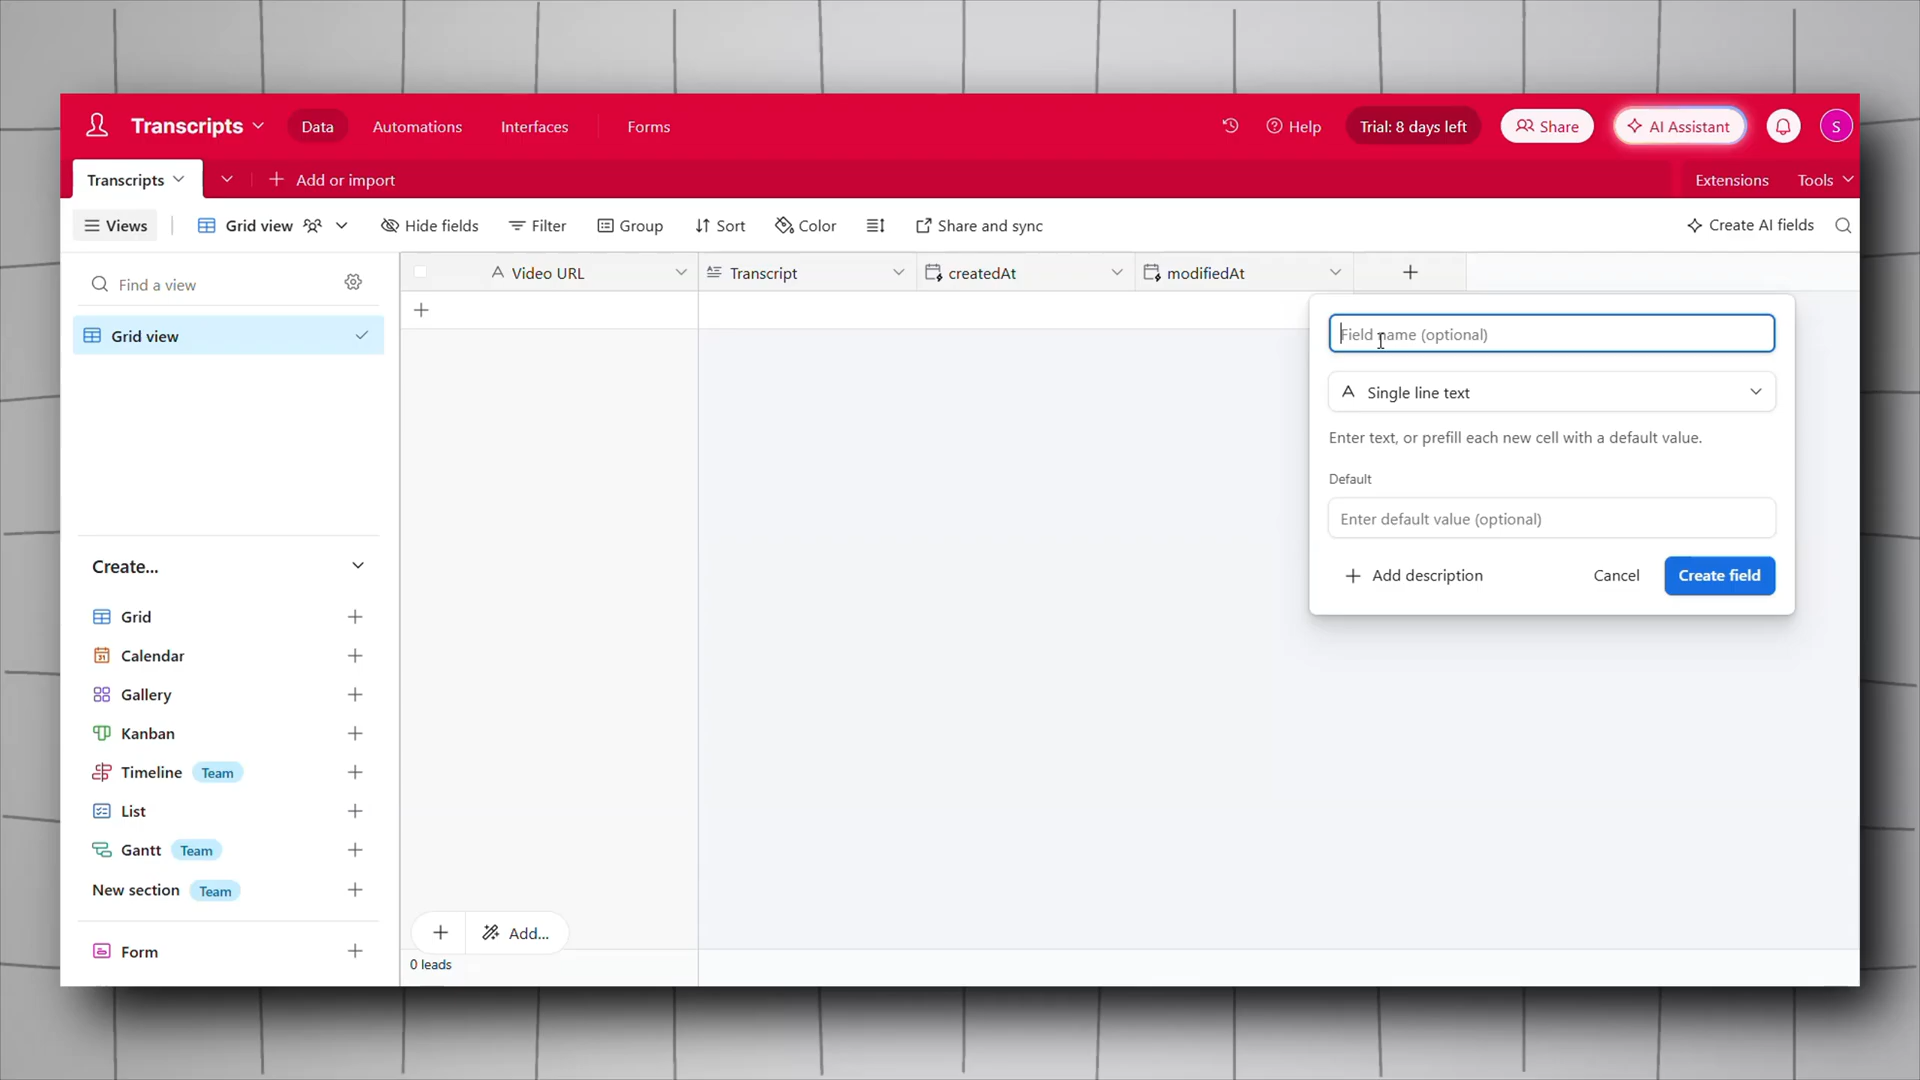 Transcripts
Data
Automations
Interfaces
Forms
Help
Trial: 8 days left
Share
AI Assistant
S
Transcripts
Add or import
Extensions
Tools
Views
Grid view
Hide fields
Filter
Group
Sort
Color
Share and sync
Create AI fields
Find a view
Grid view
Create...
Grid
31
Calendar
Gallery
Kanban
Timeline Team
List
Gantt Team
New section Team
Form
Video URL
Transcript
createdAt
modifiedAt
Add...
0 leads
Field name (optional)
Single line text
Enter text, or prefill each new cell with a default value.
Default
Enter default value (optional)
Add description
Cancel
Create field